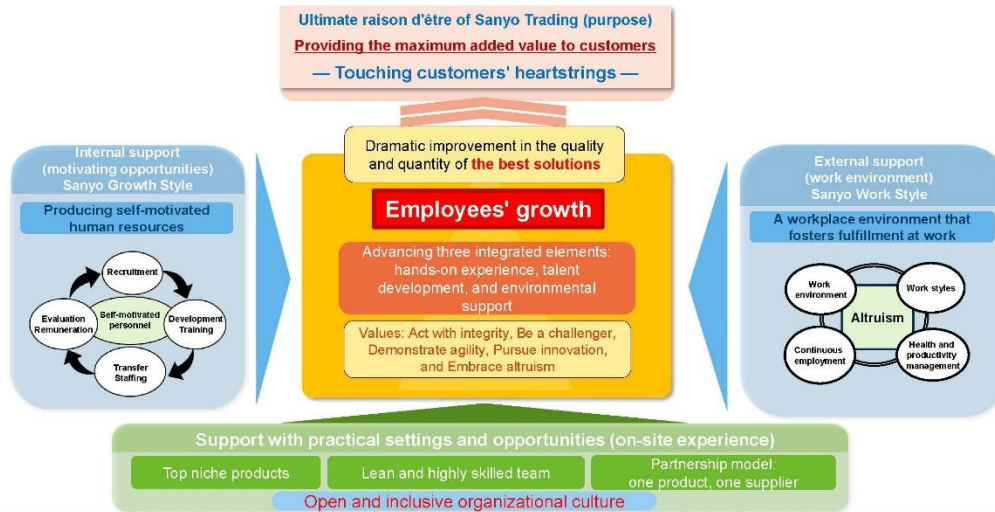 Ultimate raison d'être of Sanyo Trading (purpose)
Providing the maximum added value to customers
— Touching customers' heartstrings —
Dramatic improvement in the quality
and quantity of the best solutions
Employees' growth
Advancing three integrated elements:
hands-on experience, talent
development, and environmental
support
Values: Act with integrity, Be a challenger,
Demonstrate agility, Pursue innovation,
and Embrace altruism
Internal support
(motivating opportunities)
Sanyo Growth Style
Producing self-motivated
human resources
Recruitment
Evaluation
Remuneration
Self-motivated
personnel
Development
Training
Transfer
Staffing
External support
(work environment)
Sanyo Work Style
A workplace environment that
fosters fulfillment at work
Work
environment
Work styles
Altruism
Continuous
employment
Health and
productivity
management
Support with practical settings and opportunities (on-site experience)
Top niche products
Lean and highly skilled team
Partnership model:
one product, one supplier
Open and inclusive organizational culture